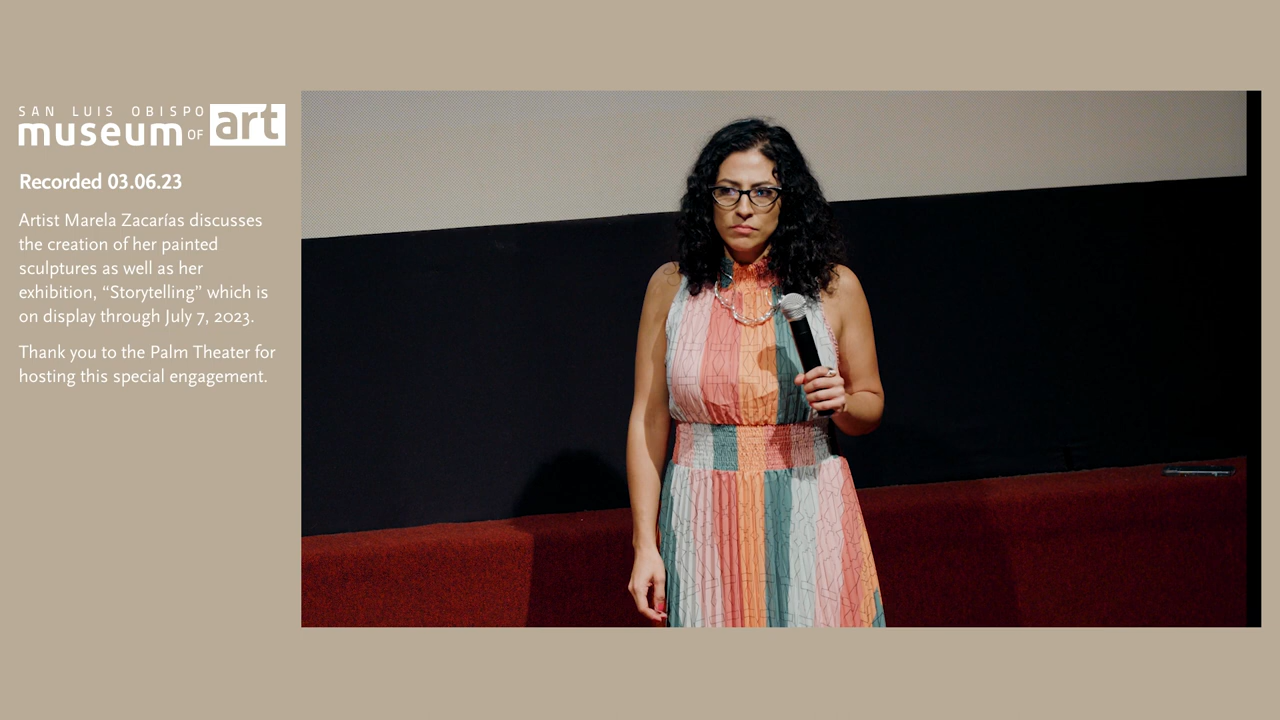 SAN LUIS OBISPO
museum OF art
Recorded 03.06.23
Artist Marela Zacarías discusses
the creation of her painted
sculptures as well as her
exhibition, “Storytelling” which is
on display through July 7, 2023.
Thank you to the Palm Theater for
hosting this special engagement.